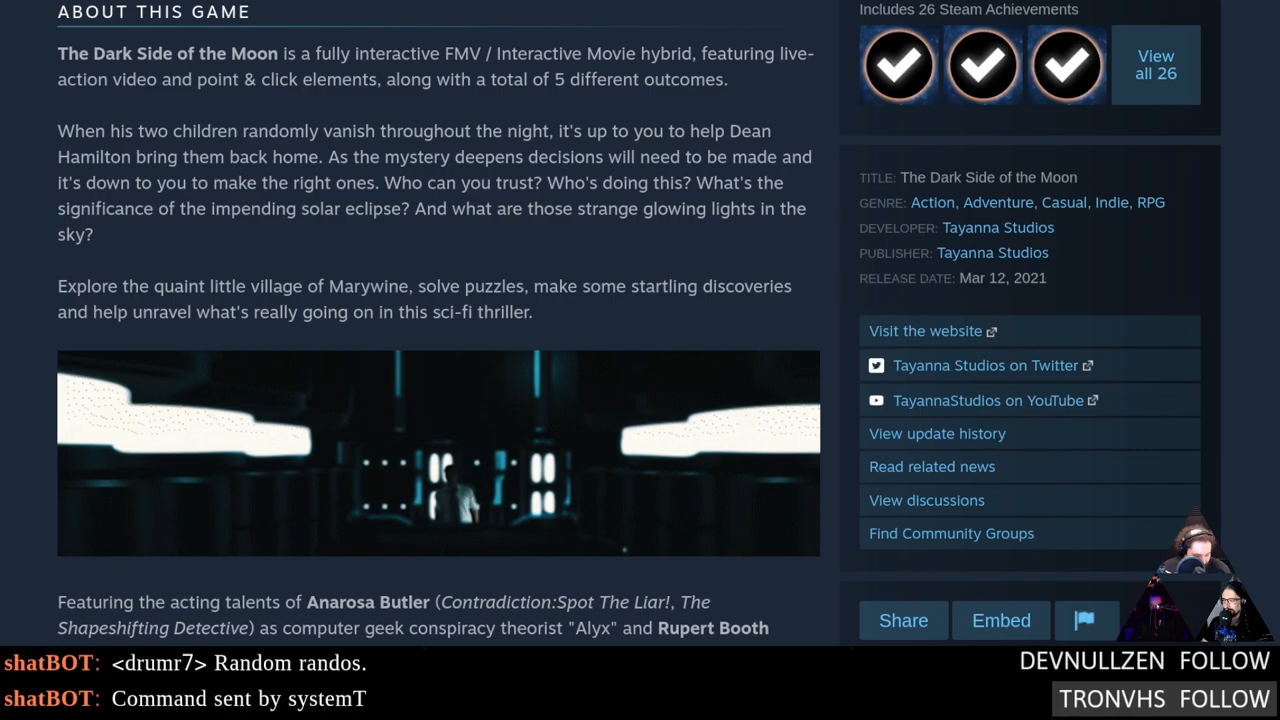 ABOUT THIS GAME
The Dark Side of the Moon is a fully interactive FMV / Interactive Movie hybrid, featuring live-
action video and point & click elements, along with a total of 5 different outcomes.
When his two children randomly vanish throughout the night, it's up to you to help Dean
Hamilton bring them back home. As the mystery deepens decisions will need to be made and
it's down to you to make the right ones. Who can you trust? Who's doing this? What's the
significance of the impending solar eclipse? And what are those strange glowing lights in the
sky?
Explore the quaint little village of Marywine, solve puzzles, make some startling discoveries
and help unravel what's really going on in this sci-fi thriller.
Featuring the acting talents of Anarosa Butler (Contradiction:Spot The Liar!, The
Shapeshifting Detective) as computer geek conspiracy theorist "Alyx" and Rupert Booth
Includes 26 Steam Achievements
View
all 26
TITLE: The Dark Side of the Moon
GENRE: Action, Adventure, Casual, Indie, RPG
DEVELOPER: Tayanna Studios
PUBLISHER: Tayanna Studios
RELEASE DATE: Mar 12, 2021
Visit the website
Tayanna Studios on Twitter
TayannaStudios on YouTube
View update history
Read related news
View discussions
Find Community Groups
Share
Embed
shatBOT: <drumr7> Random randos.
shatBOT: Command sent by systemT
DEVNULLZEN FOLLOW
TRONVHS FOLLOW